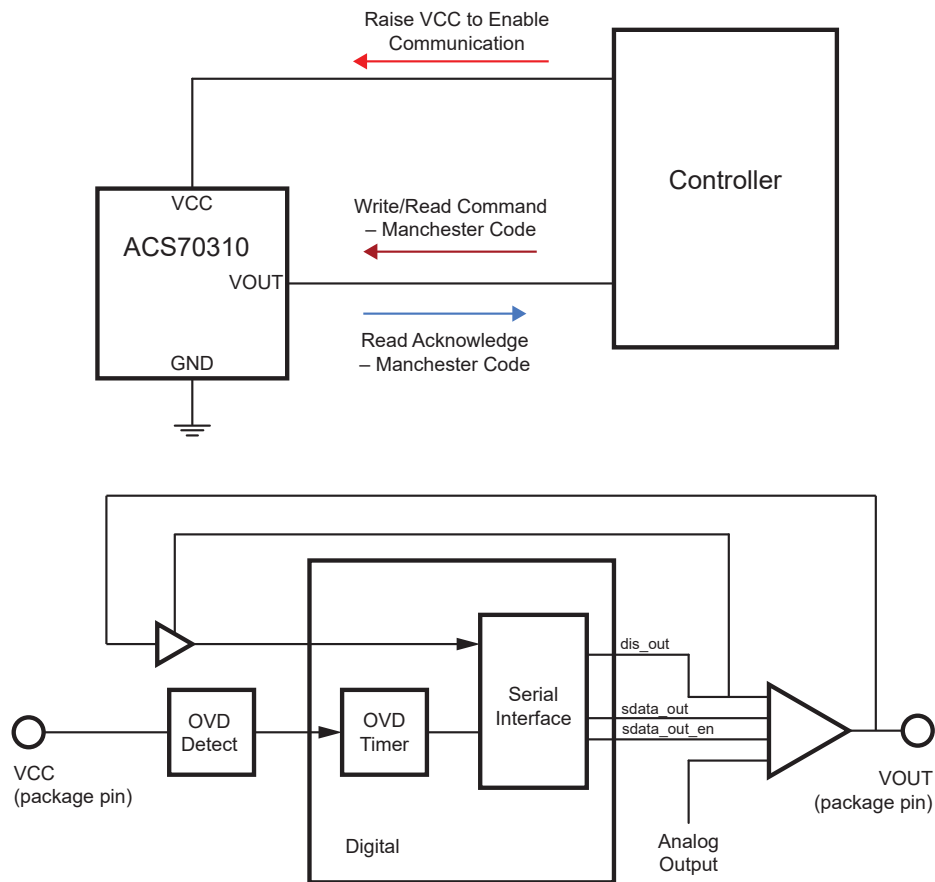 Raise VCC to Enable
Communication
Controller
VCC
ACS70310
Write/Read Command
– Manchester Code
VOUT
Read Acknowledge
– Manchester Code
GND
dis_out
Serial
Interface
sdata_out
sdata_out_en
OVD
Detect
OVD
Timer
VCC
(package pin)
VOUT
(package pin)
Digital
Analog
Output